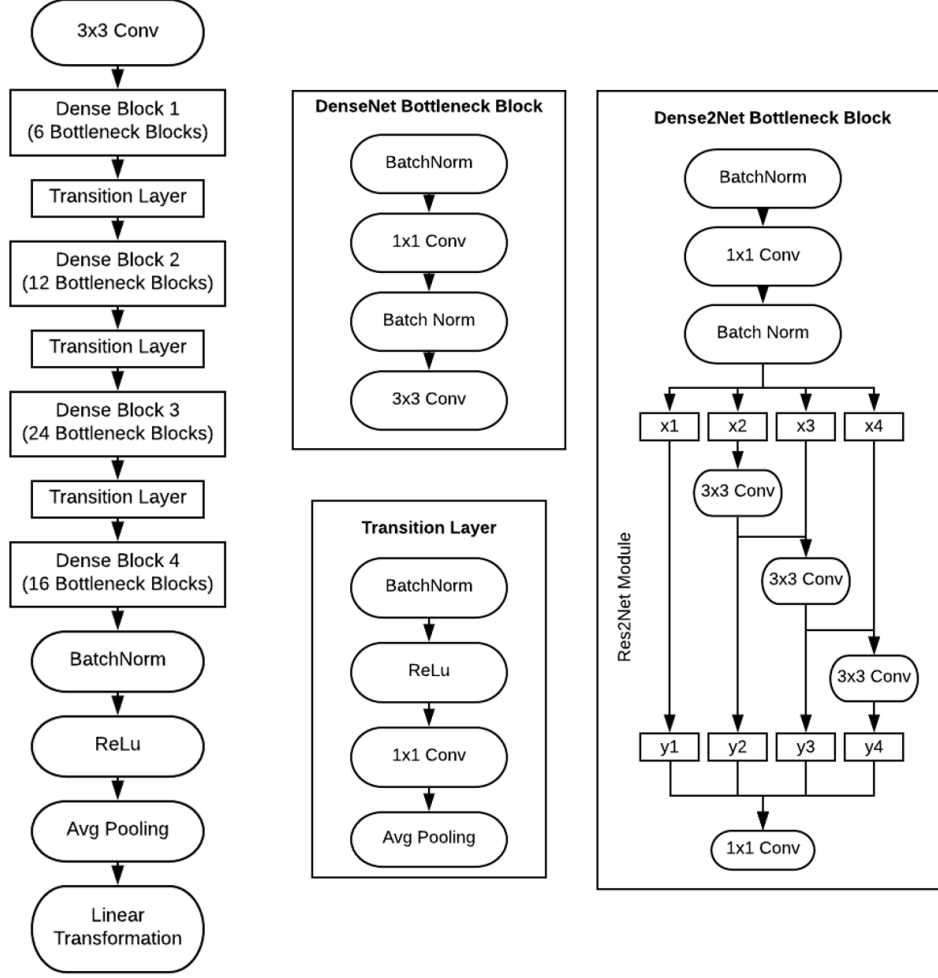 3x3 Conv
Dense Block 1
(6 Bottleneck Blocks)
Transition Layer
Dense Block 2
(12 Bottleneck Blocks)
Transition Layer
Dense Block 3
(24 Bottleneck Blocks)
Transition Layer
Dense Block 4
(16 Bottleneck Blocks)
BatchNorm
ReLu
Avg Pooling
Linear
Transformation
DenseNet Bottleneck Block
BatchNorm
1x1 Conv
Batch Norm
3x3 Conv
Transition Layer
BatchNorm
ReLu
1x1 Conv
Avg Pooling
Dense2Net Bottleneck Block
BatchNorm
1x1 Conv
Batch Norm
x1 x2 x3 x4
3x3 Conv
3x3 Conv
3x3 Conv
Res2Net Module
y1 y2 y3 y4
1x1 Conv